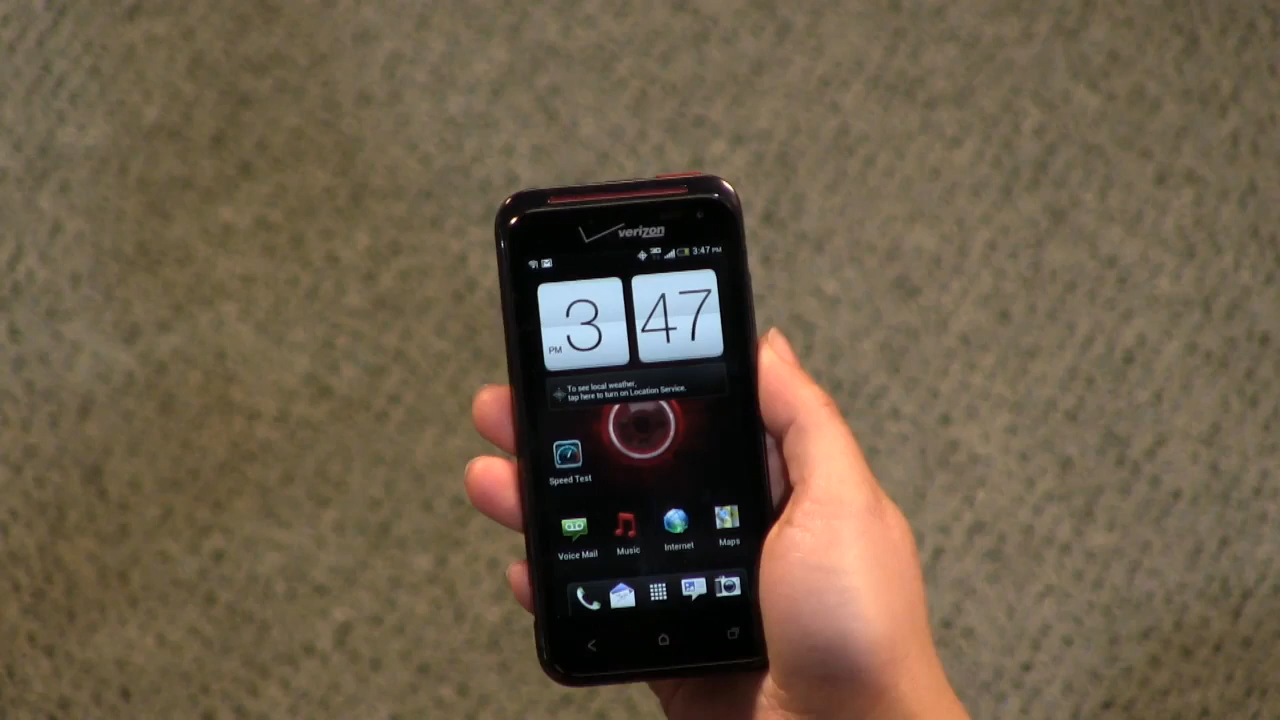 verizon
3G 3:47 PM
PM 3 47
To see local weather,
tap here to turn on Location Service.
Speed Test
Voice Mail Music Internet Maps